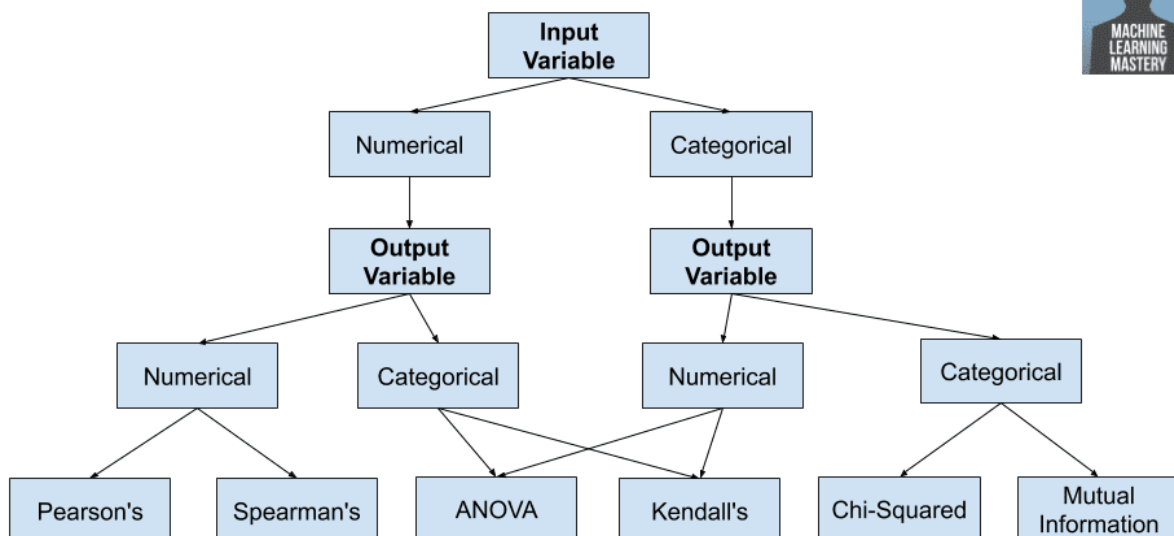 Input
Variable
MACHINE
LEARNING
MASTERY
Numerical
Categorical
Output
Variable
Output
Variable
Numerical
Categorical
Numerical
Categorical
Pearson's
Spearman's
ANOVA
Kendall's
Chi-Squared
Mutual
Information